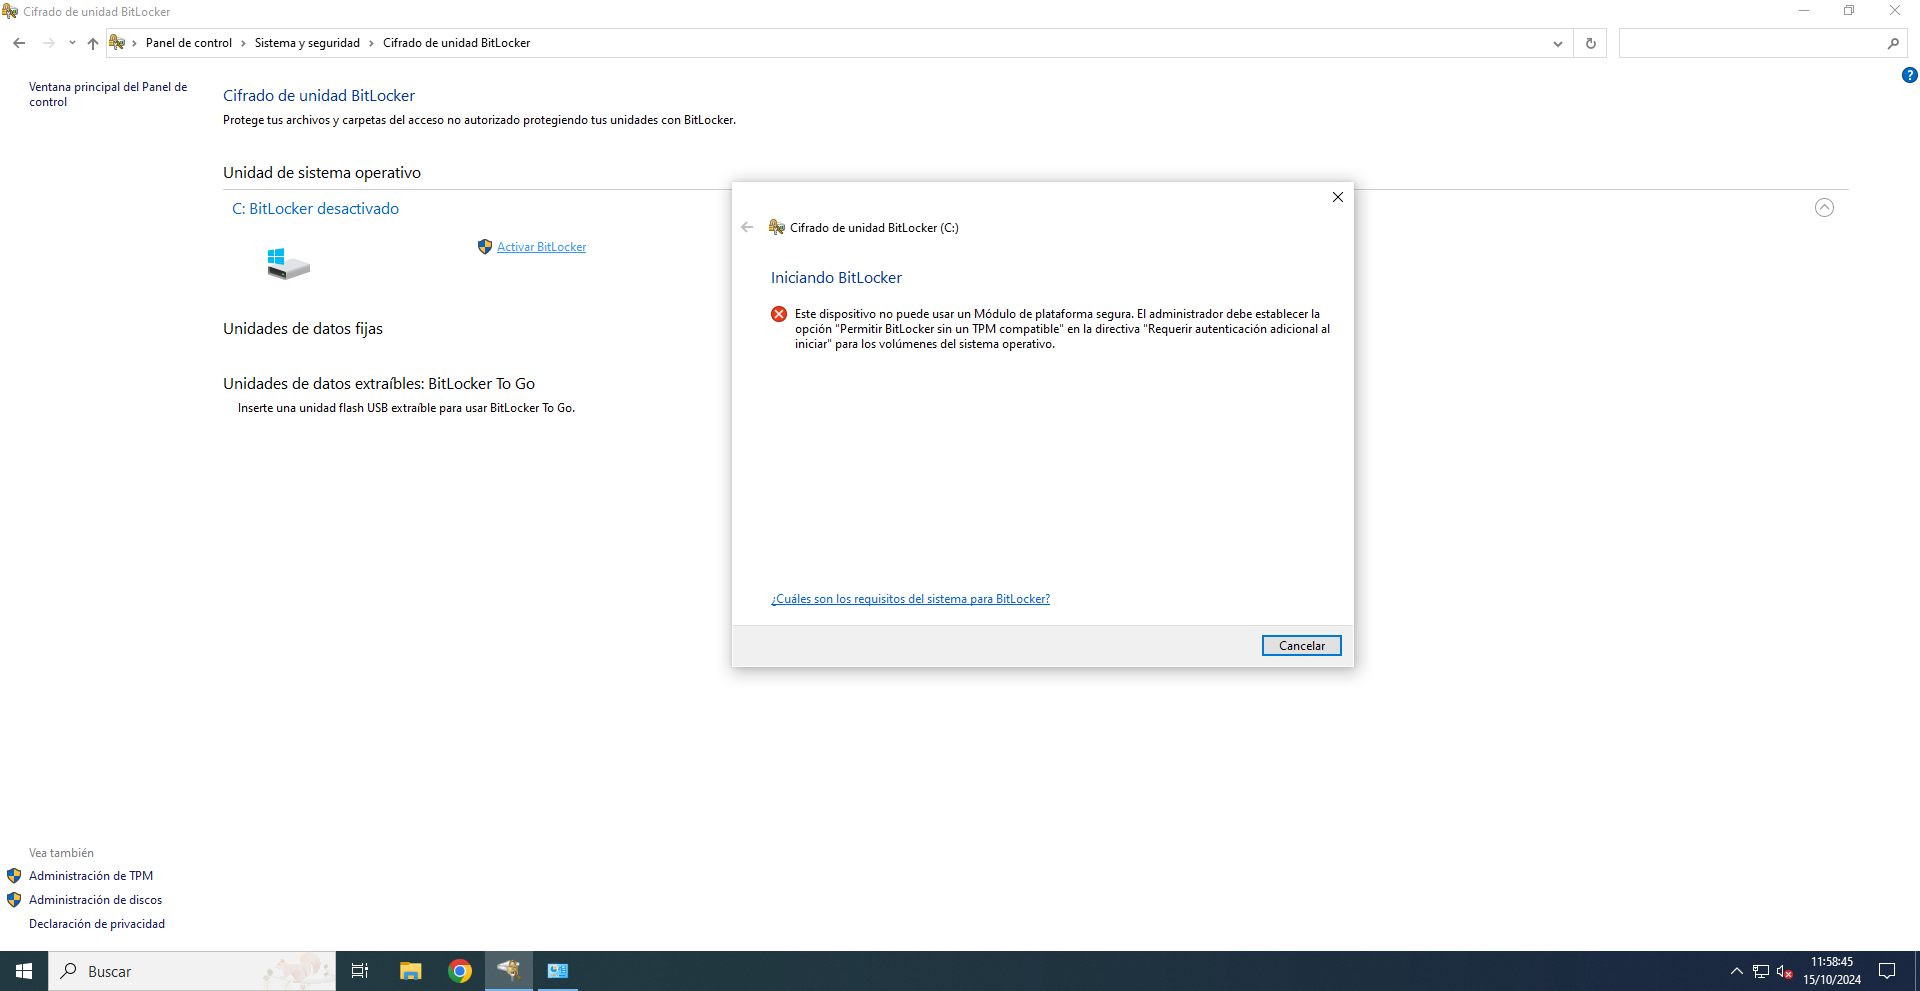 Cifrado de unidad BitLocker
Panel de control
Sistema y seguridad
Cifrado de unidad BitLocker
?
Ventana principal del Panel de
control
Cifrado de unidad BitLocker
Protege tus archivos y carpetas del acceso no autorizado protegiendo tus unidades con BitLocker.
Unidad de sistema operativo
C: BitLocker desactivado
Activar BitLocker
Unidades de datos fijas
Unidades de datos extraíbles: BitLocker To Go
Inserte una unidad flash USB extraíble para usar BitLocker To Go.
Cifrado de unidad BitLocker (C:)
Iniciando BitLocker
Este dispositivo no puede usar un Módulo de plataforma segura. El administrador debe establecer la
opción "Permitir BitLocker sin un TPM compatible" en la directiva "Requerir autenticación adicional al
iniciar" para los volúmenes del sistema operativo.
¿Cuáles son los requisitos del sistema para BitLocker?
Cancelar
Vea también
Administración de TPM
Administración de discos
Declaración de privacidad
Buscar
11:58:45
15/10/2024